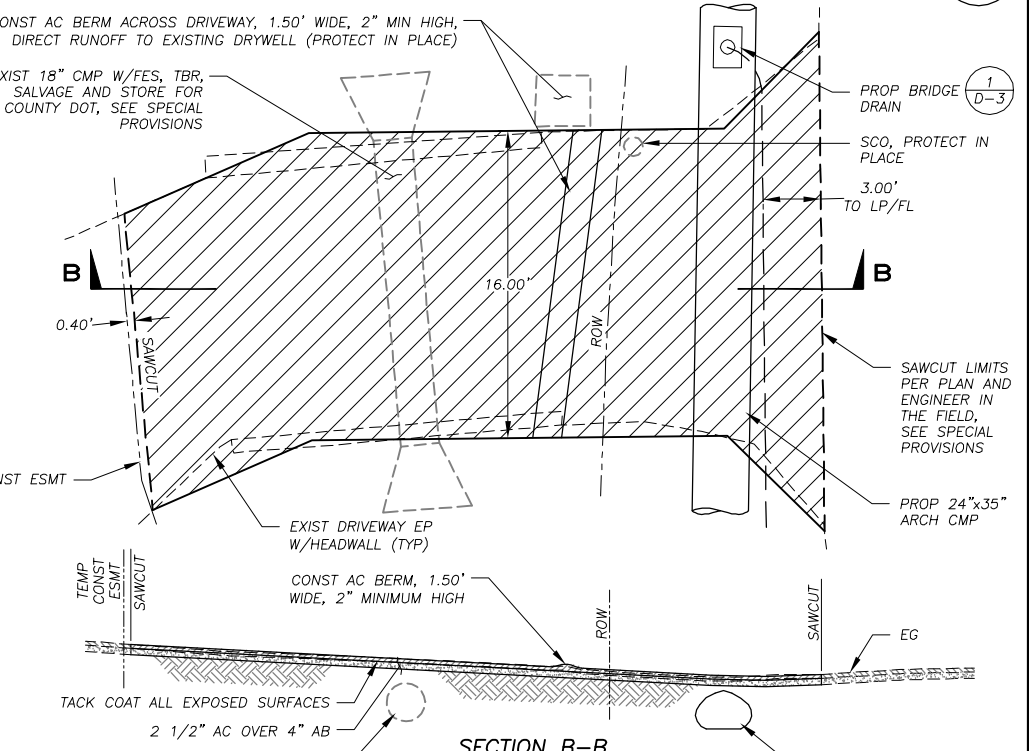 CONST AC BERM ACROSS DRIVEWAY, 1.50' WIDE, 2" MIN HIGH,
DIRECT RUNOFF TO EXISTING DRYWELL (PROTECT IN PLACE)
EXIST 18" CMP W/FES, TBR,
SALVAGE AND STORE FOR
COUNTY DOT, SEE SPECIAL
PROVISIONS
PROP BRIDGE
DRAIN
1
D-3
SCO, PROTECT IN
PLACE
3.00'
TO LP/FL
B
B
16.00'
0.40'
SAWCUT
ROW
SAWCUT LIMITS
PER PLAN AND
ENGINEER IN
THE FIELD,
SEE SPECIAL
PROVISIONS
NST ESMT
EXIST DRIVEWAY EP
W/HEADWALL (TYP)
PROP 24"x35"
ARCH CMP
TEMP
CONST
ESMT
SAWCUT
CONST AC BERM, 1.50'
WIDE, 2" MINIMUM HIGH
ROW
SAWCUT
EG
TACK COAT ALL EXPOSED SURFACES
2 1/2" AC OVER 4" AB
SECTION B-B